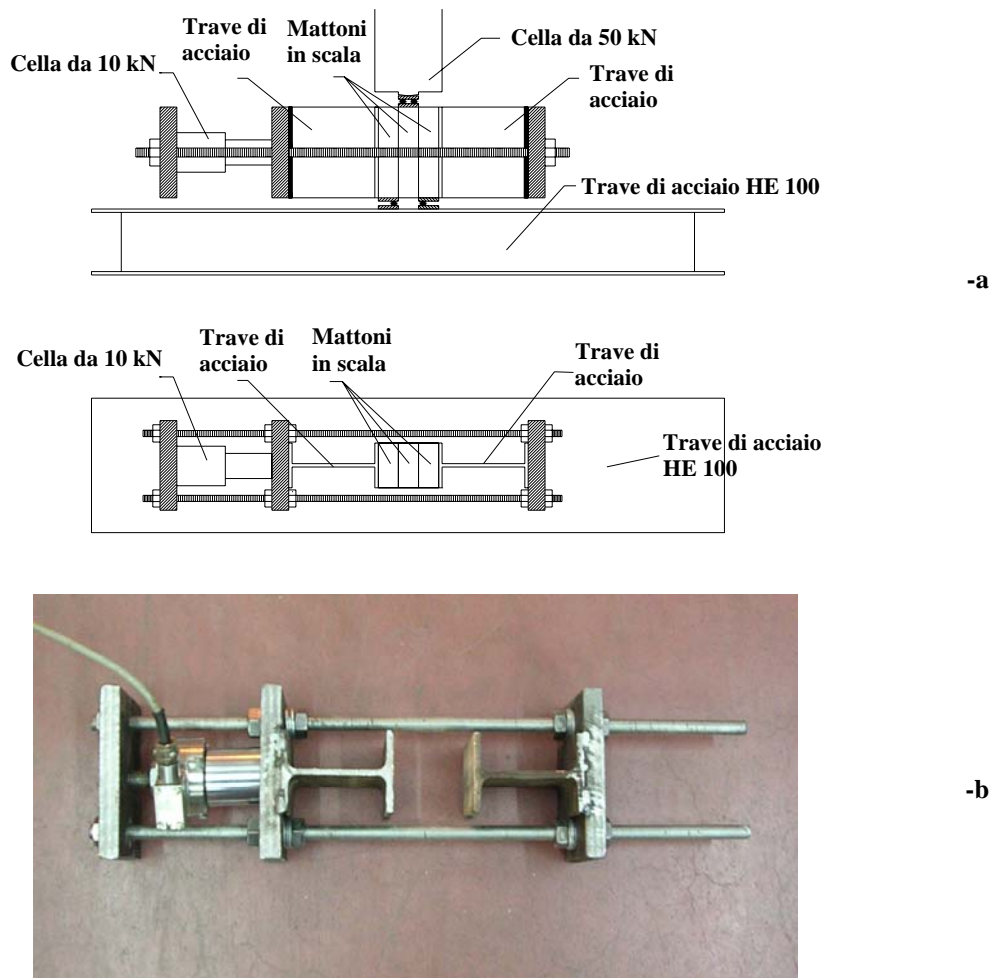 Trave di
acciaio
Mattoni
in scala
Cella da 50 kN
Cella da 10 kN
Trave di
acciaio
Trave di acciaio HE 100
-a
Trave di
acciaio
Mattoni
in scala
Trave di
acciaio
Cella da 10 kN
Trave di acciaio
HE 100
-b